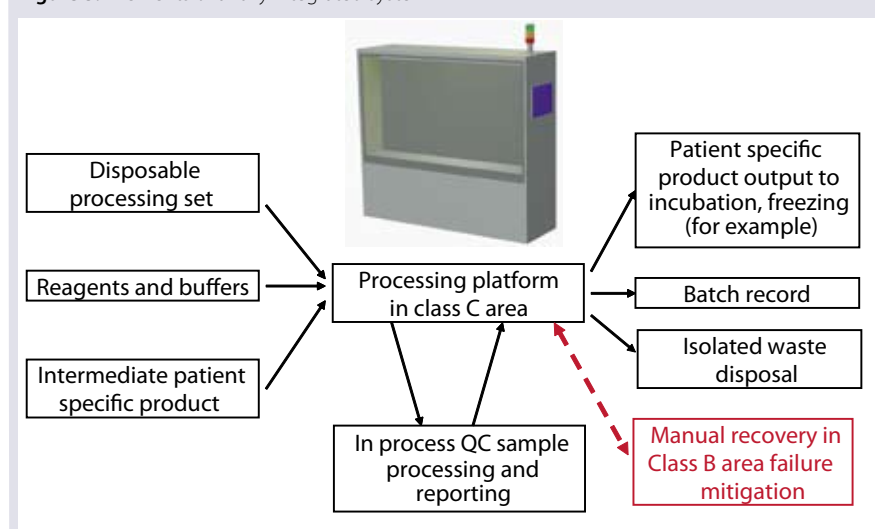 Disposable
processing set
Reagents and buffers
Intermediate patient
specific product
Processing platform
in class C area
In process QC sample
processing and
reporting
Patient specific
product output to
incubation, freezing
(for example)
Batch record
Isolated waste
disposal
Manual recovery in
Class B area failure
mitigation